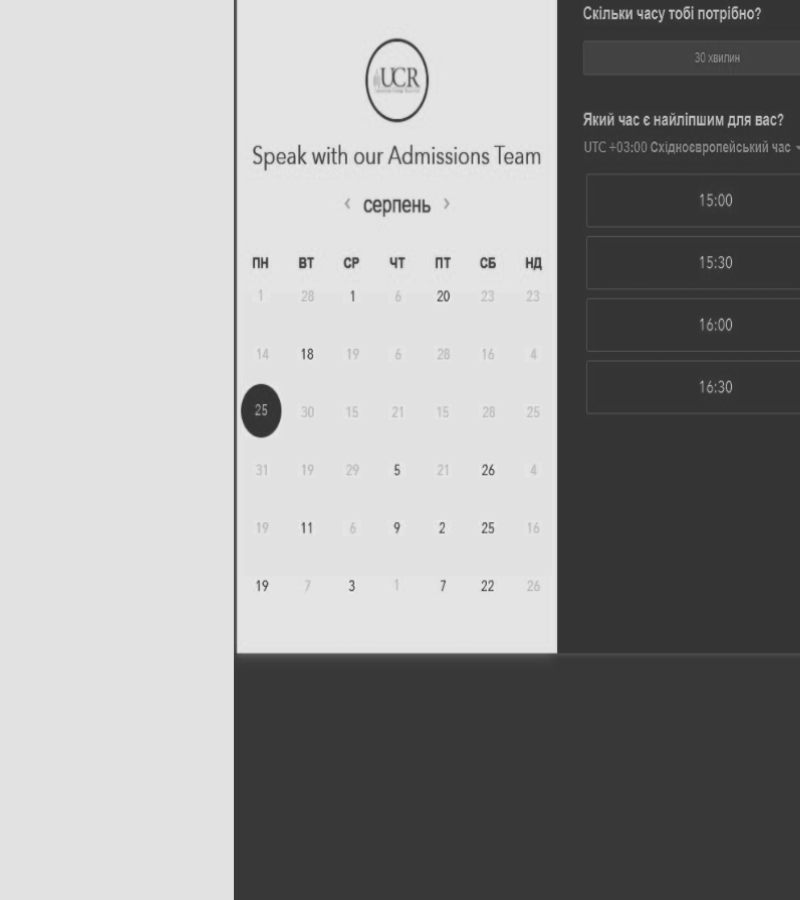 UCR
Speak with our Admissions Team
‹ серпень ›
ПН ВТ СР ЧТ ПТ СБ НД
1 28 1 6 20 23 23
14 18 19 6 28 16 4
25 30 15 21 15 28 25
31 19 29 5 21 26 4
19 11 6 9 2 25 16
19 7 3 1 7 22 26
Скільки часу тобі потрібно?
30 хвилин
Який час є найліпшим для вас?
UTC +03:00 Східноєвропейський час
15:00
15:30
16:00
16:30